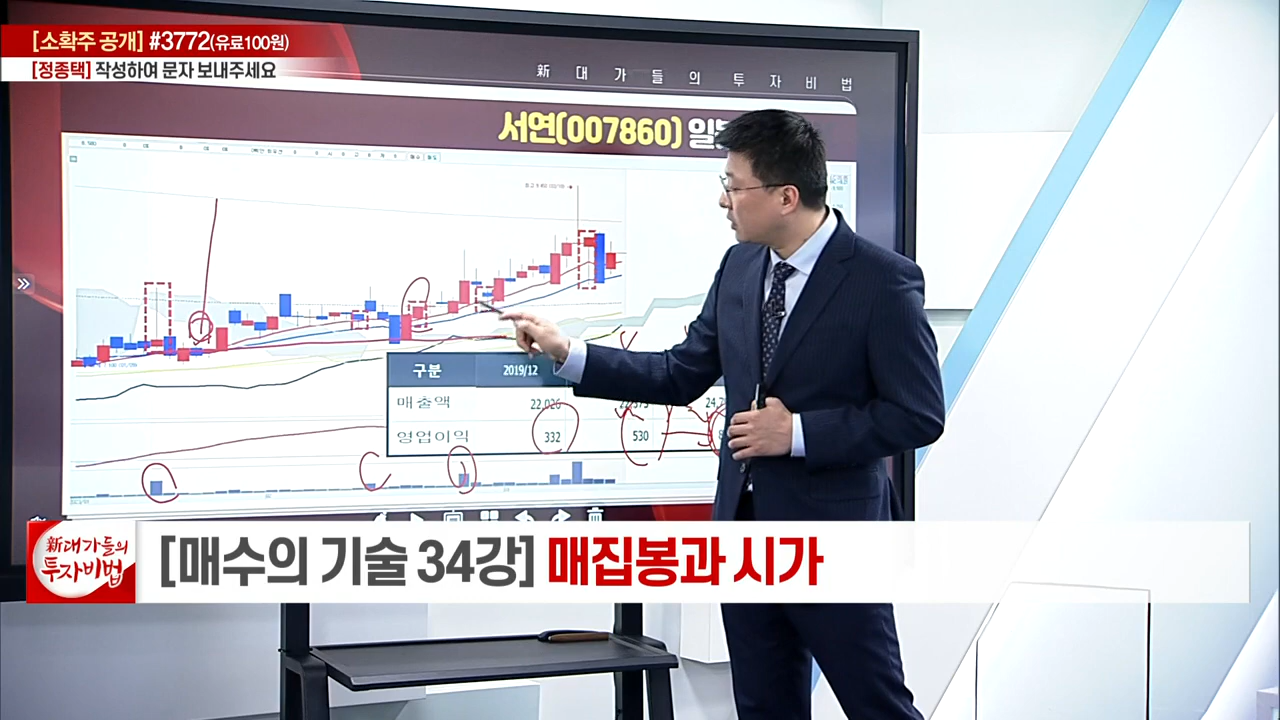 [소확주 공개] #3772(유료100원)
[정종택] 작성하여 문자 보내주세요
新 대 가 들 의 투 자 비 법
서연(007860)
구분 2019/12
매출액 22,026
영업이익 332 530
新대가들의
투자비법
[매수의 기술 34강] 매집봉과 시가